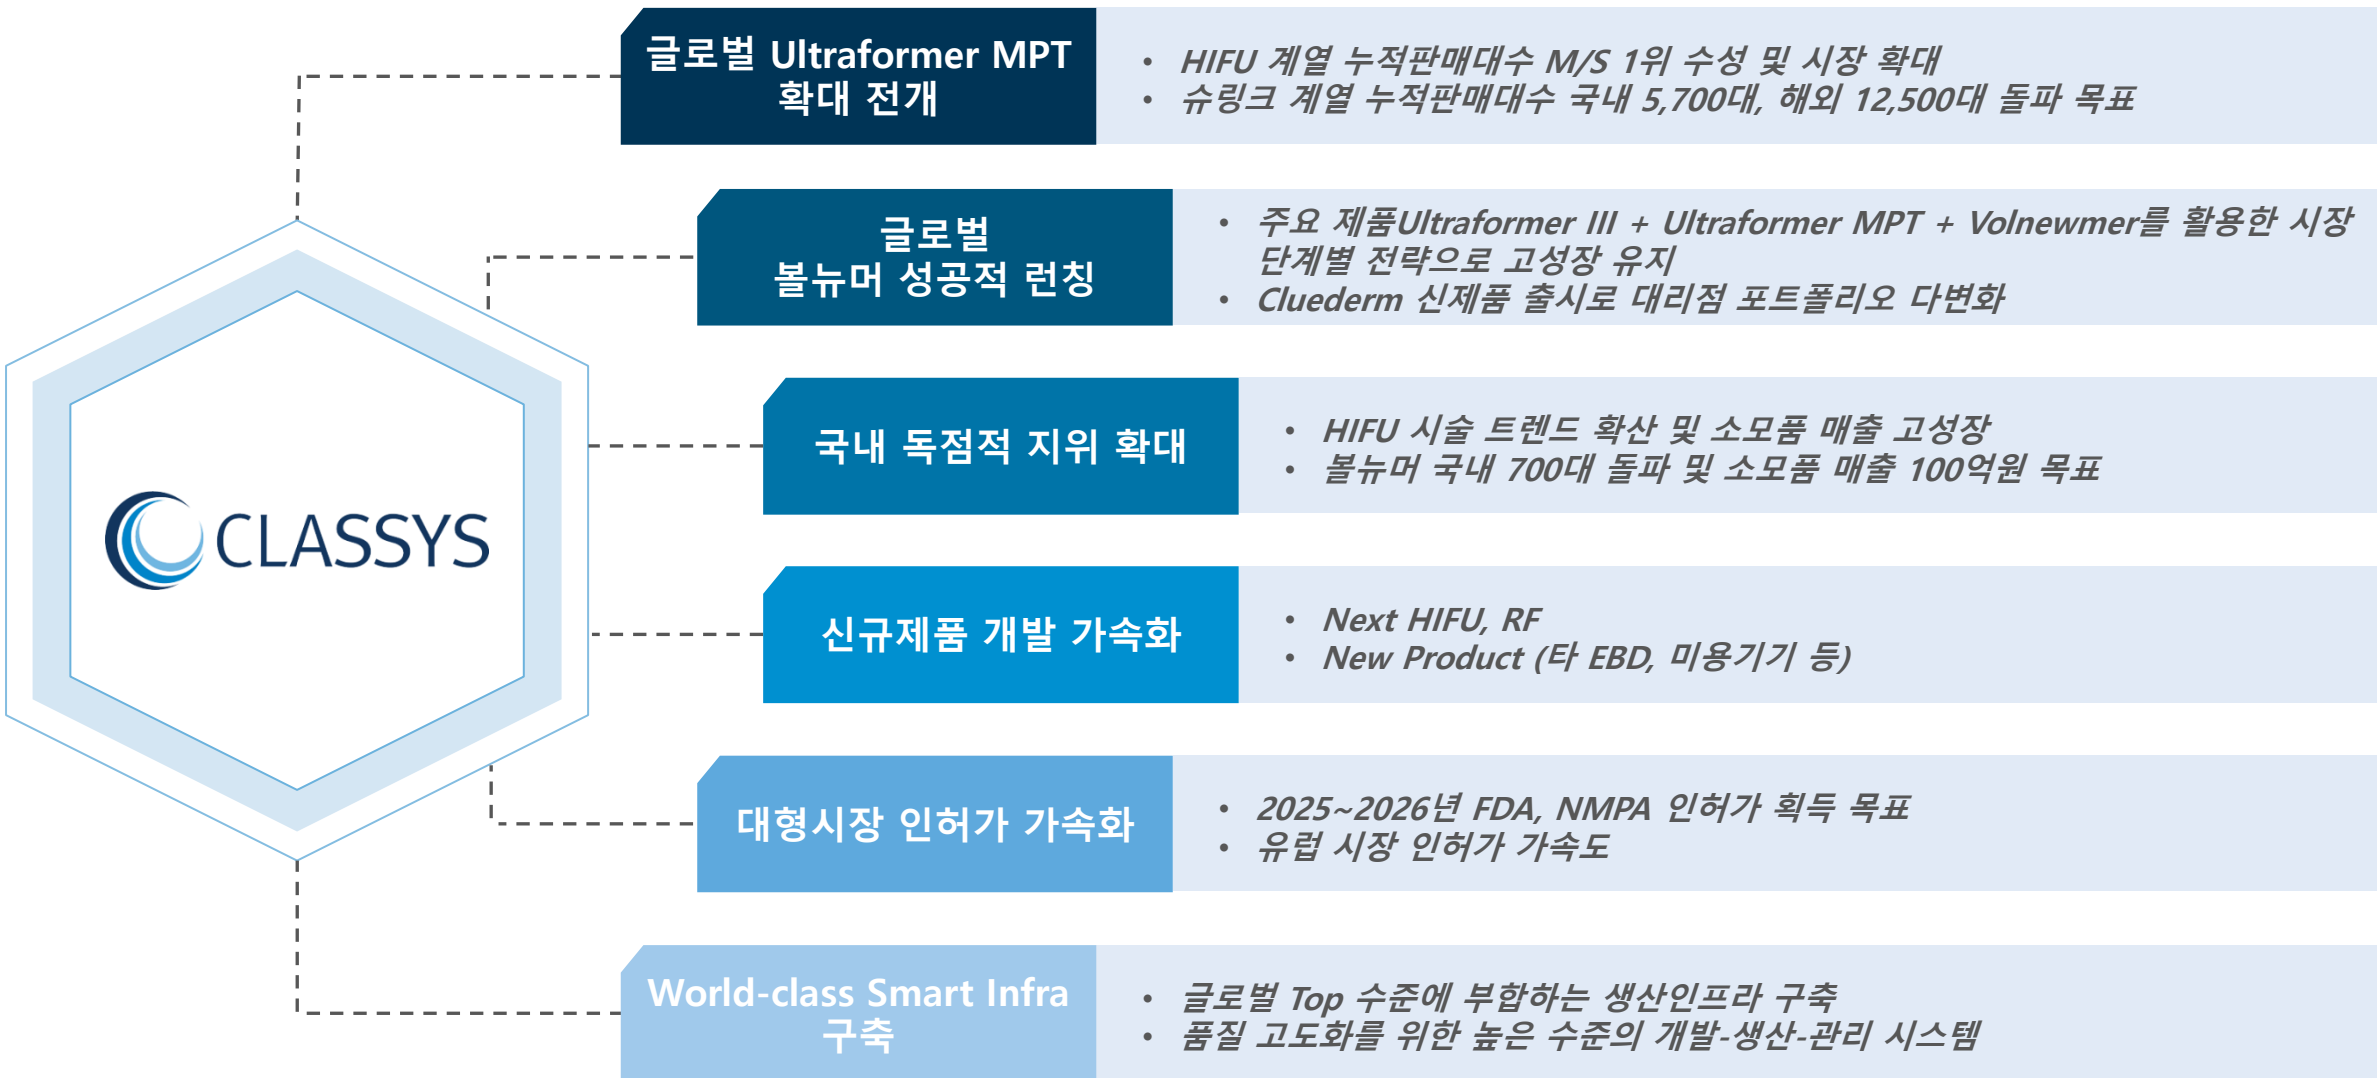 글로벌 Ultraformer MPT
확대 전개
• HIFU 계열 누적판매대수 M/S 1위 수성 및 시장 확대
• 슈링크 계열 누적판매대수 국내 5,700대, 해외 12,500대 돌파 목표
글로벌
볼뉴머 성공적 런칭
• 주요 제품Ultraformer III + Ultraformer MPT + Volnewmer를 활용한 시장
단계별 전략으로 고성장 유지
• Cluederm 신제품 출시로 대리점 포트폴리오 다변화
국내 독점적 지위 확대
• HIFU 시술 트렌드 확산 및 소모품 매출 고성장
• 볼뉴머 국내 700대 돌파 및 소모품 매출 100억원 목표
CLASSYS
신규제품 개발 가속화
• Next HIFU, RF
• New Product (타 EBD, 미용기기 등)
대형시장 인허가 가속화
• 2025~2026년 FDA, NMPA 인허가 획득 목표
• 유럽 시장 인허가 가속도
World-class Smart Infra
구축
• 글로벌 Top 수준에 부합하는 생산인프라 구축
• 품질 고도화를 위한 높은 수준의 개발-생산-관리 시스템